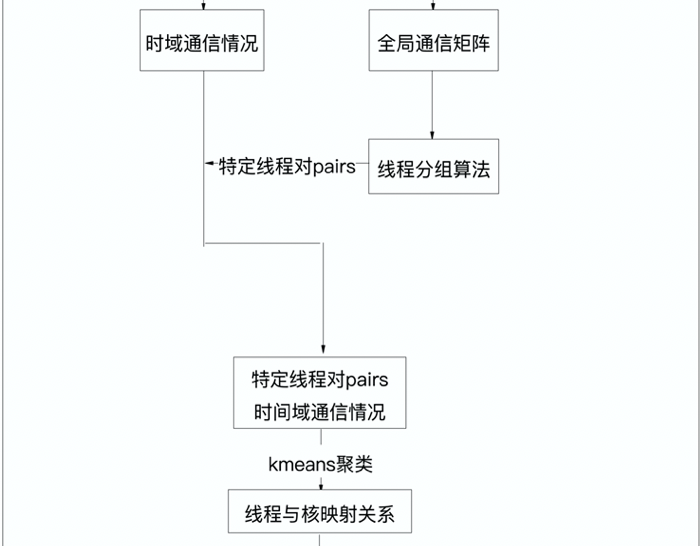 时域通信情况
全局通信矩阵
特定线程对pairs
线程分组算法
特定线程对pairs
时间域通信情况
kmeans聚类
线程与核映射关系